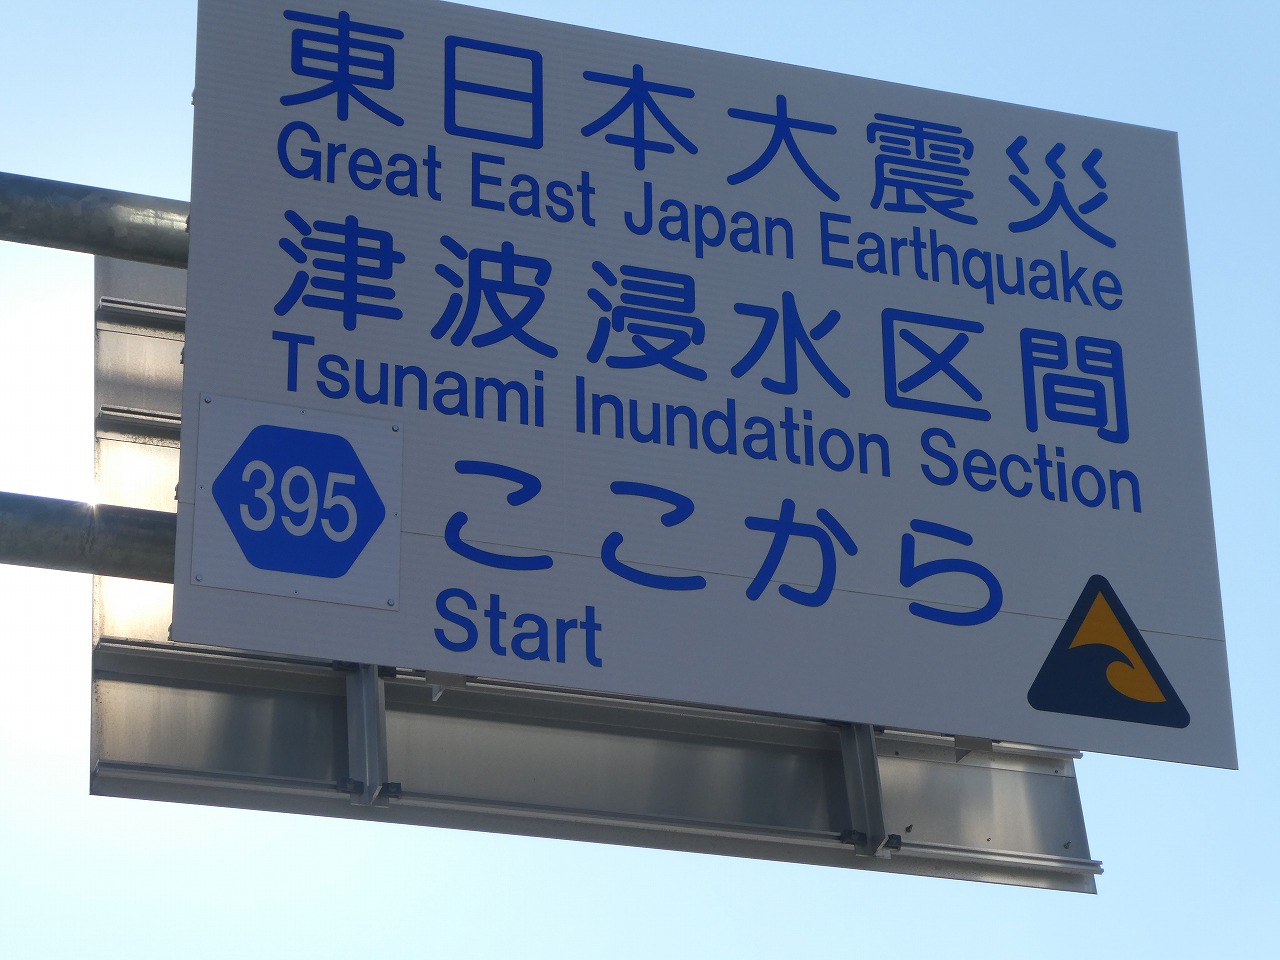 東日本大震災
Great East Japan Earthquake
津波浸水区間
Tsunami Inundation Section
395
ここから
Start